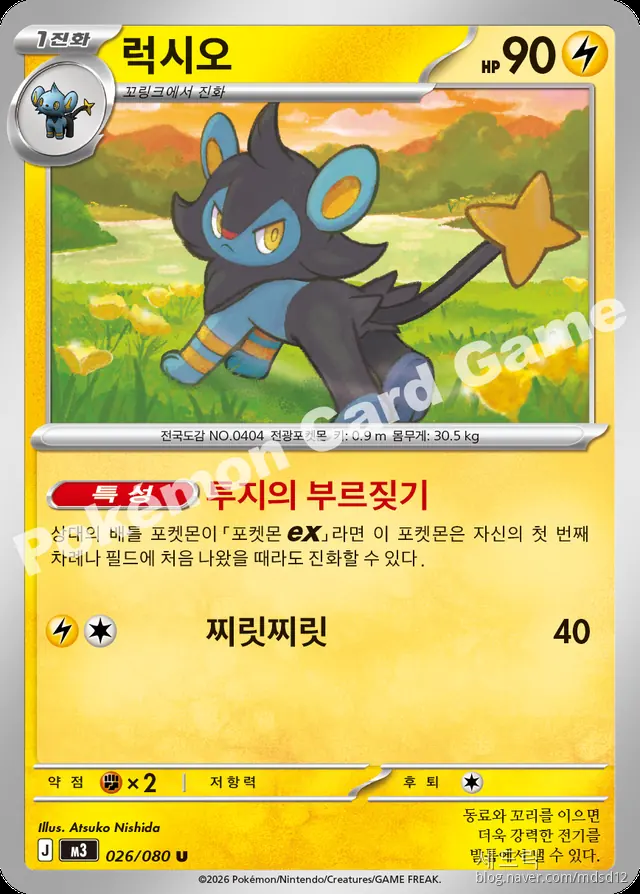 1진화
럭시오
HP 90
꼬링크에서 진화
전국도감 NO.0404 전광포켓몬 키: 0.9 m 몸무게: 30.5 kg
특성 투지의 부르짖기
상대의 배틀 포켓몬이 「포켓몬 ex」라면 이 포켓몬은 자신의 첫 번째
차례나 필드에 처음 나왔을 때라도 진화할 수 있다.
찌릿찌릿 40
약점 ×2 저항력 후퇴
Illus. Atsuko Nishida
J M3 026/080 U
동료와 꼬리를 이으면
더욱 강력한 전기를
발생시킬 수 있다.
©2026 Pokémon/Nintendo/Creatures/GAME FREAK.
Pokémon Card Game
blog.naver.com/mdsd12